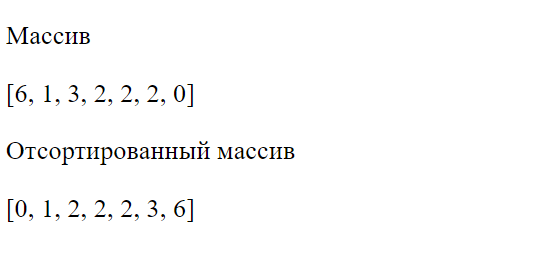 Массив
[6, 1, 3, 2, 2, 2, 0]
Отсортированный массив
[0, 1, 2, 2, 2, 3, 6]